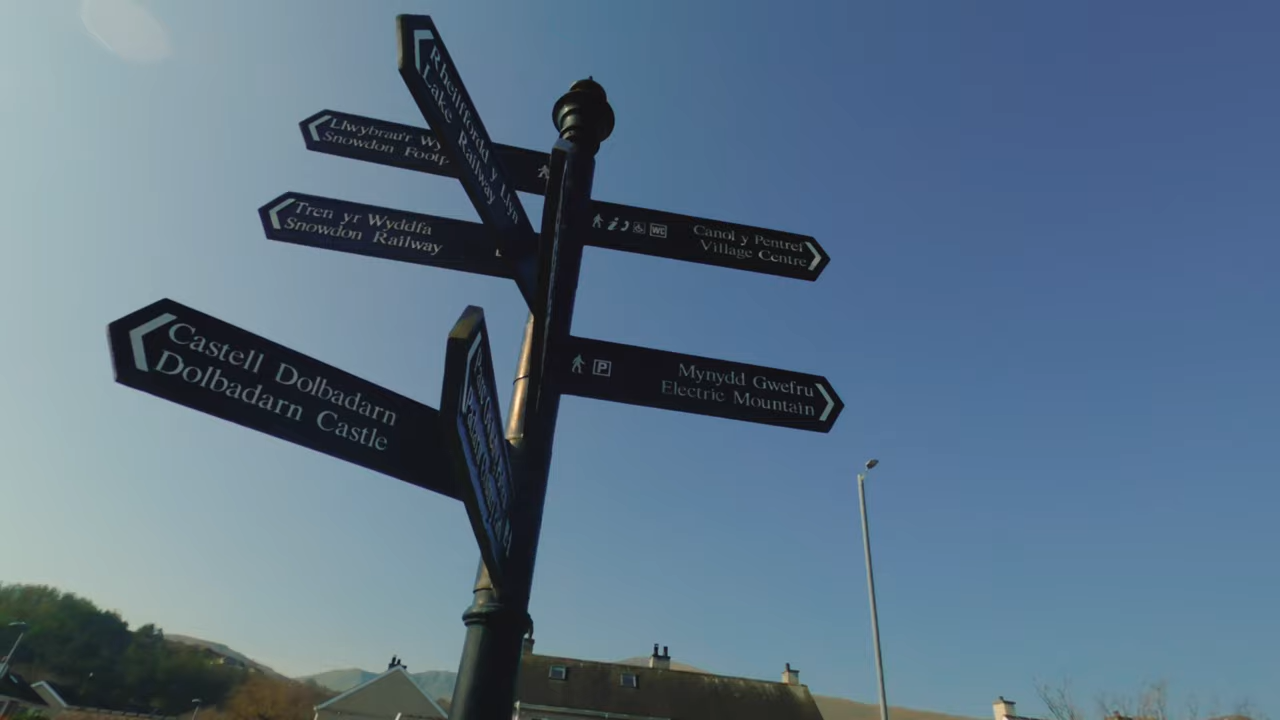 Rheilffordd y Llyn
Lake Railway
Llwybrau'r
Snowdon
Tren yr Wyddfa
Snowdon Railway
WC
Canol y Pentref
Village Centre
Castell Dolbadarn
Dolbadarn Castle
P
Mynydd Gwefru
Electric Mountain